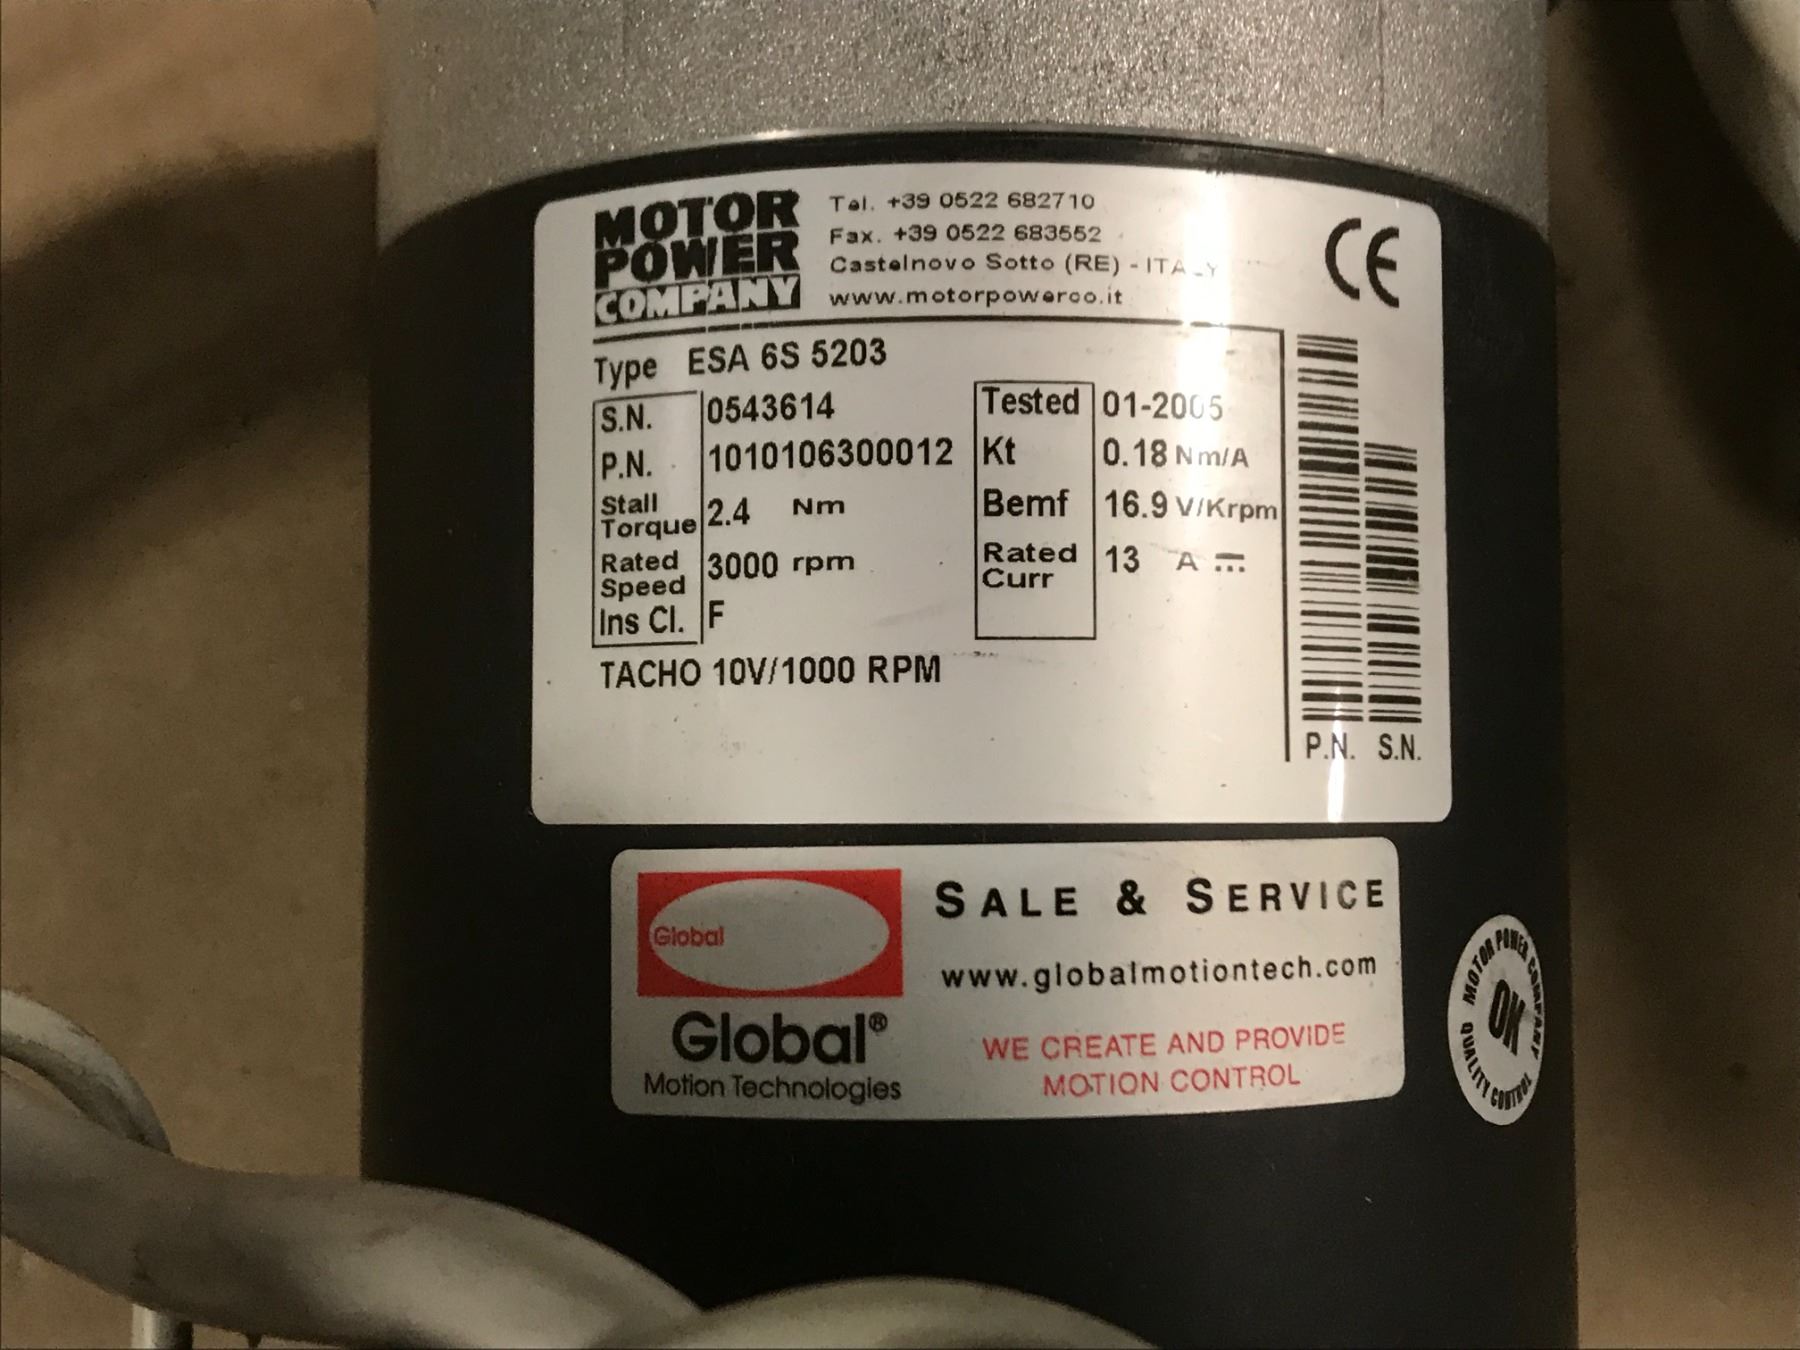 MOTOR
POWER
COMPANY
Tel. +39 0522 682710
Fax. +39 0522 683552
Castelnovo Sotto (RE) - ITALY
www.motorpowerco.it
CE
Type ESA 6S 5203
S.N. 0543614
P.N. 1010106300012
Stall Torque 2.4 Nm
Rated Speed 3000 rpm
Ins Cl. F
Tested 01-2005
Kt 0.18 Nm/A
Bemf 16.9 V/Krpm
Rated Curr 13 A
TACHO 10V/1000 RPM
P.N. S.N.
Global
Global®
Motion Technologies
SALE & SERVICE
www.globalmotiontech.com
WE CREATE AND PROVIDE
MOTION CONTROL
MOTOR POWER COMPANY
OK
QUALITY CONTROL